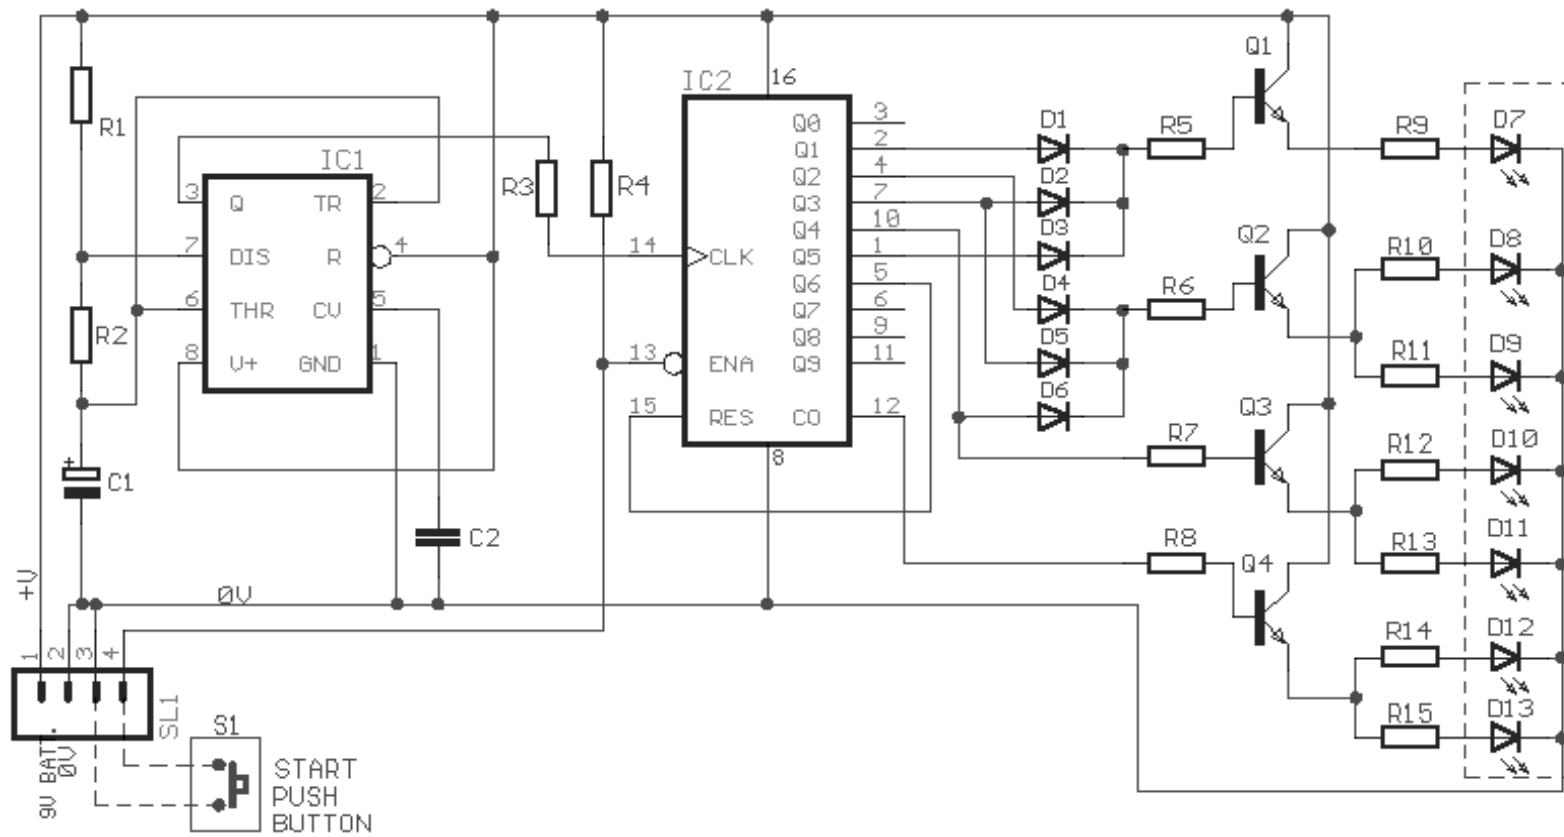 Q1
IC2
16
R1
3
D1
R5
R9
D7
Q0
Q1
2
IC1
Q2
4
D2
R3
R4
3
Q
TR
2
Q3
7
Q4
10
D3
Q2
R10
D8
7
DIS
R
4
14
CLK
Q5
1
Q6
5
D4
R6
6
THR
CV
5
Q7
6
R2
Q8
9
D5
R11
D9
8
V+
GND
1
13
ENA
Q9
11
D6
15
RES
CO
12
Q3
R7
R12
D10
+
C1
8
C2
R8
Q4
R13
D11
+V
0V
1
2
3
4
R14
D12
SL1
R15
D13
9V BATT.
0V
S1
START
PUSH
BUTTON